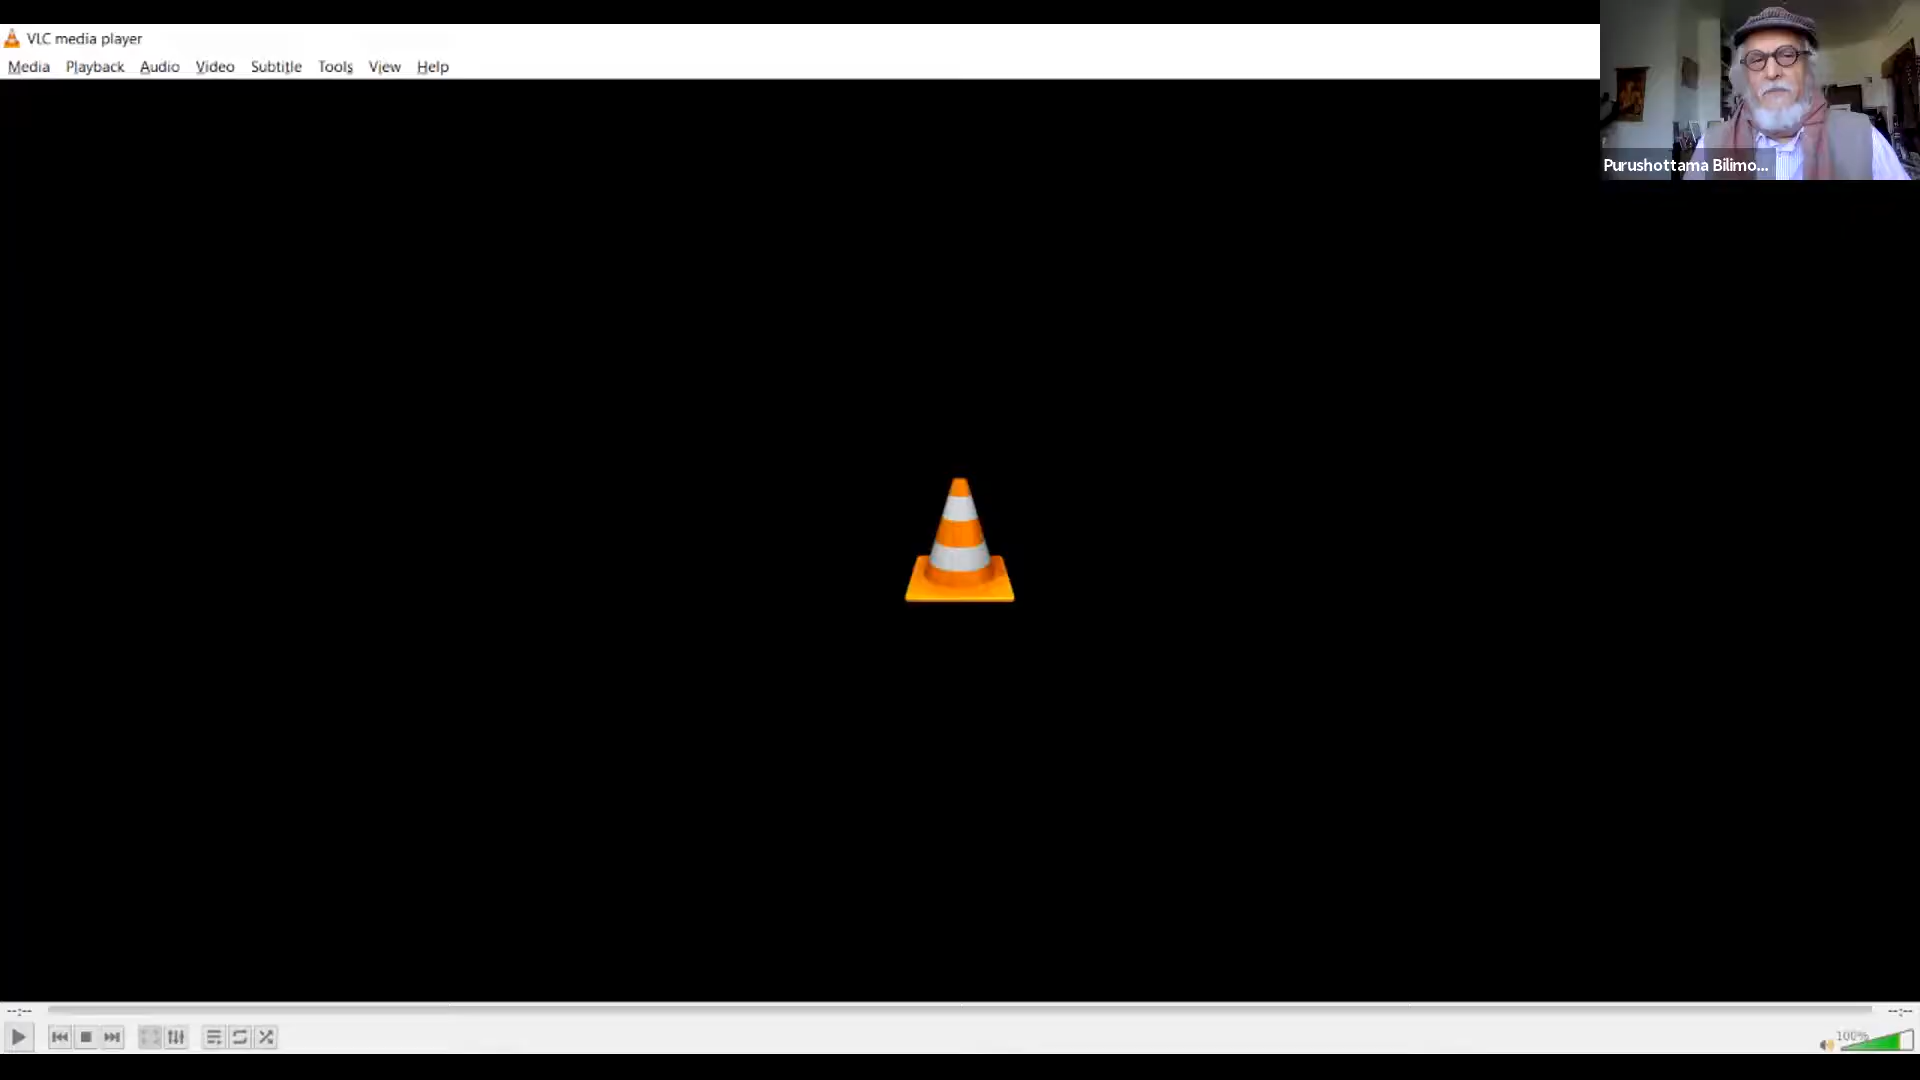 VLC media player
Media Playback Audio Video Subtitle Tools View Help
Purushottama Bilimo...
--:-- --:--
100%